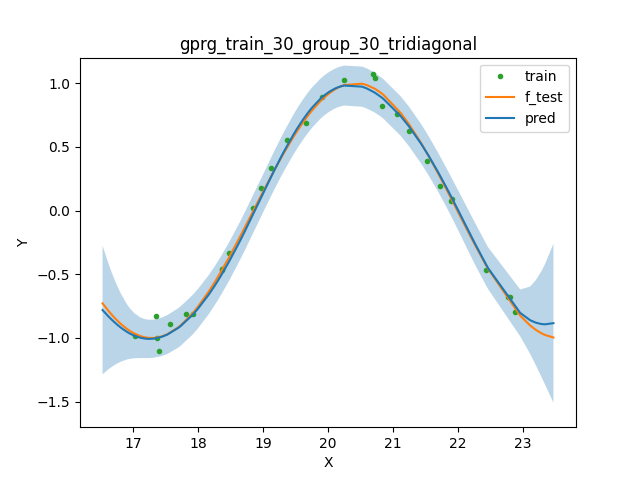 gprg_train_30_group_30_tridiagonal
train
f_test
pred
1.0
0.5
0.0
−0.5
−1.0
−1.5
Y
17 18 19 20 21 22 23
X